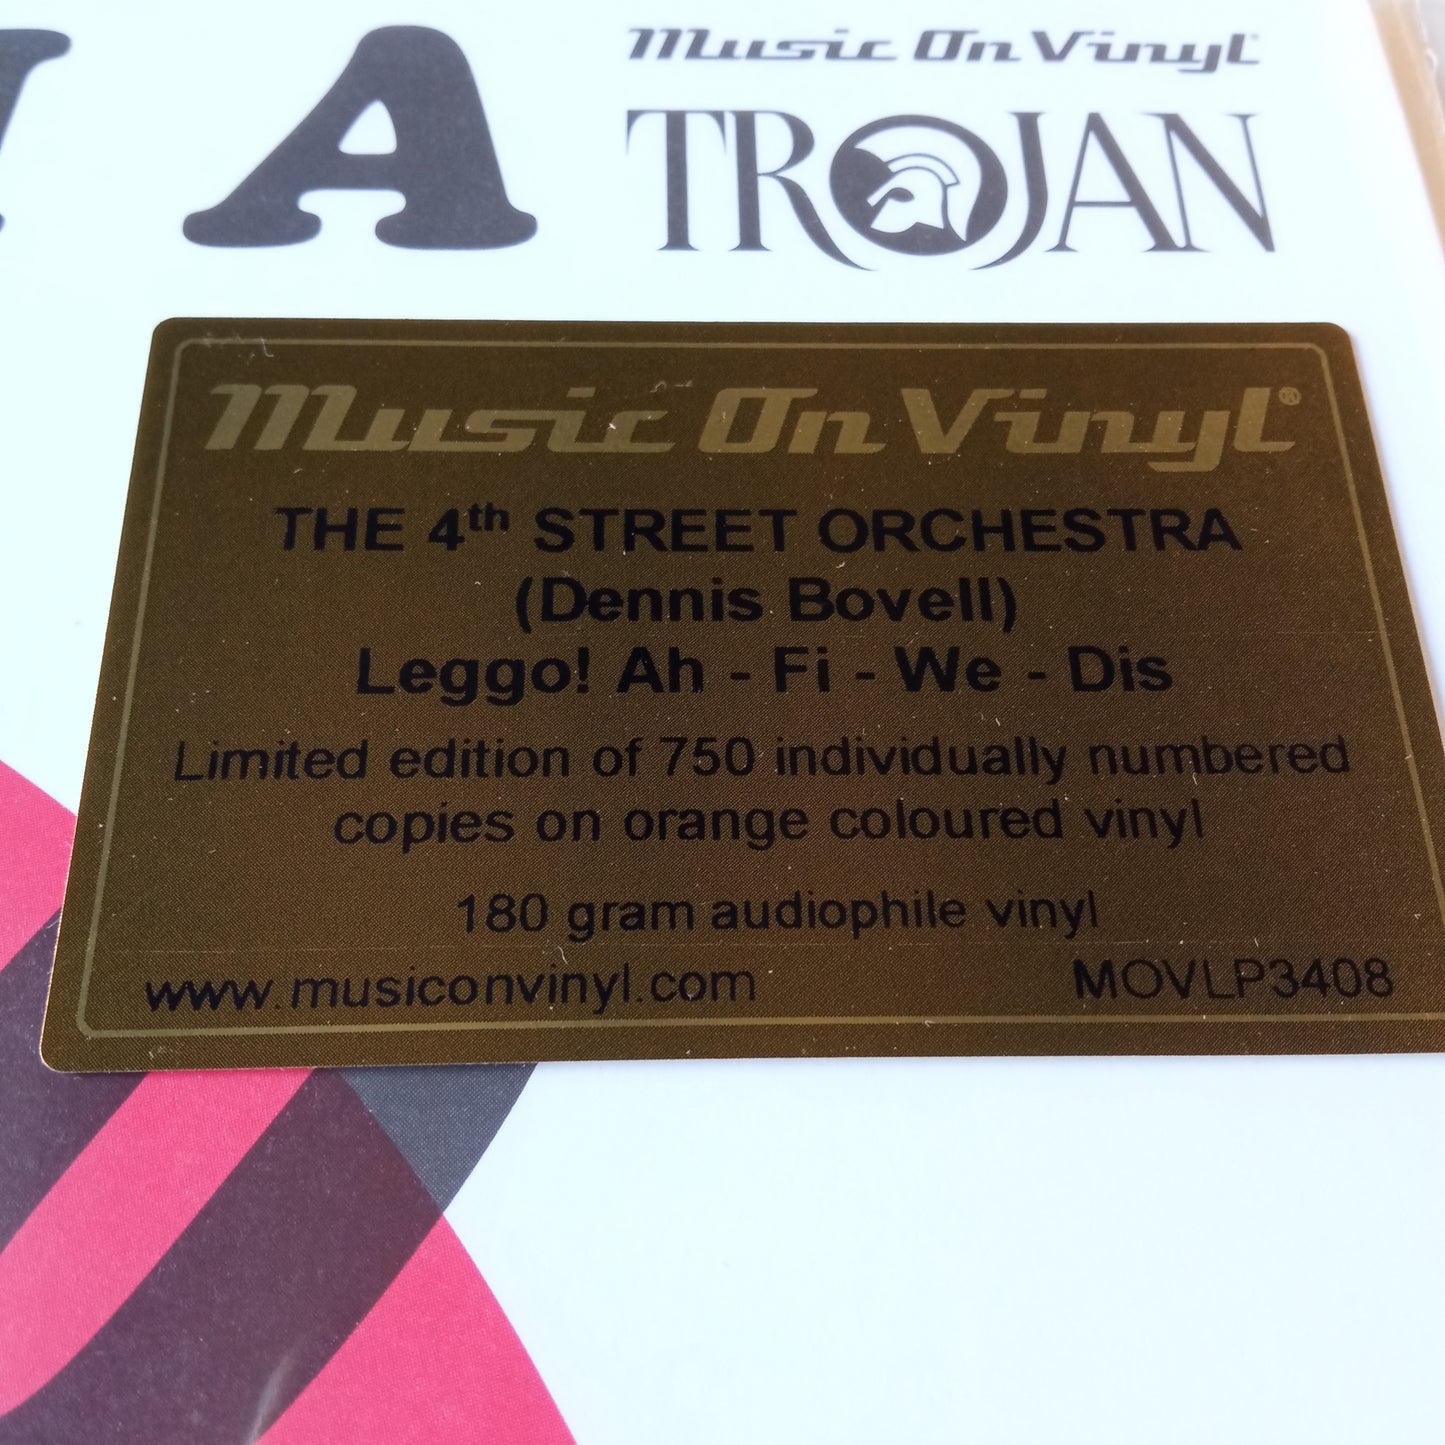 A
Music On Vinyl
TROJAN
Music On Vinyl®
THE 4th STREET ORCHESTRA
(Dennis Bovell)
Leggo! Ah - Fi - We - Dis
Limited edition of 750 individually numbered
copies on orange coloured vinyl
180 gram audiophile vinyl
www.musiconvinyl.com MOVLP3408